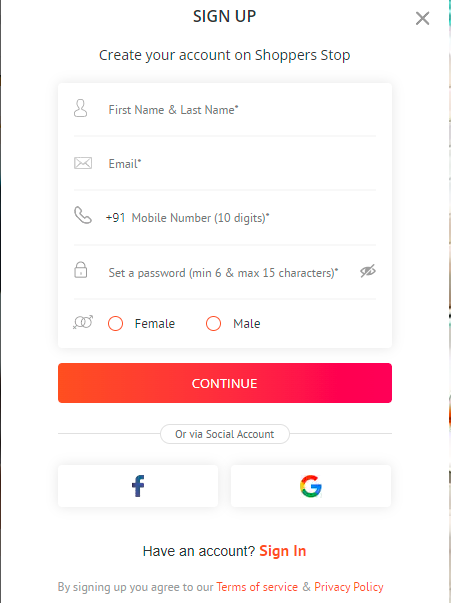 SIGN UP
Create your account on Shoppers Stop
First Name & Last Name*
Email*
+91 Mobile Number (10 digits)*
Set a password (min 6 & max 15 characters)*
Female Male
CONTINUE
Or via Social Account
Have an account? Sign In
By signing up you agree to our Terms of service & Privacy Policy